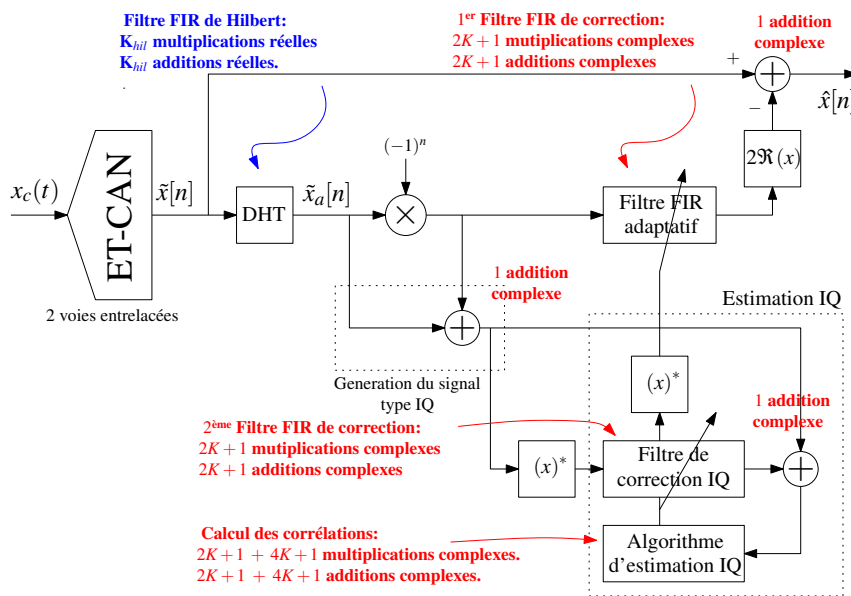 Filtre FIR de Hilbert:
K_hil multiplications réelles
K_hil additions réelles.
1er Filtre FIR de correction:
2K + 1 mutiplications complexes
2K + 1 additions complexes
1 addition
complexe
+
−
x̂[n]
(−1)^n
2ℜ(x)
x_c(t)
ET-CAN
x̃[n]
DHT
x̃_a[n]
×
Filtre FIR
adaptatif
2 voies entrelacées
1 addition
complexe
+
Estimation IQ
Generation du signal
type IQ
(x)*
1 addition
complexe
2ème Filtre FIR de correction:
2K + 1 mutiplications complexes
2K + 1 additions complexes
(x)*
Filtre de
correction IQ
+
Calcul des corrélations:
2K + 1 + 4K + 1 multiplications complexes.
2K + 1 + 4K + 1 additions complexes.
Algorithme
d'estimation IQ